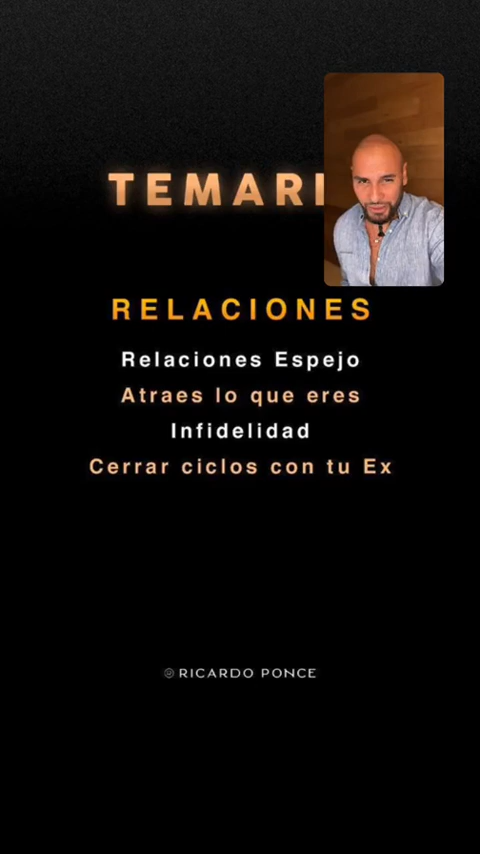 TEMARI
RELACIONES
Relaciones Espejo
Atraes lo que eres
Infidelidad
Cerrar ciclos con tu Ex
@RICARDO PONCE